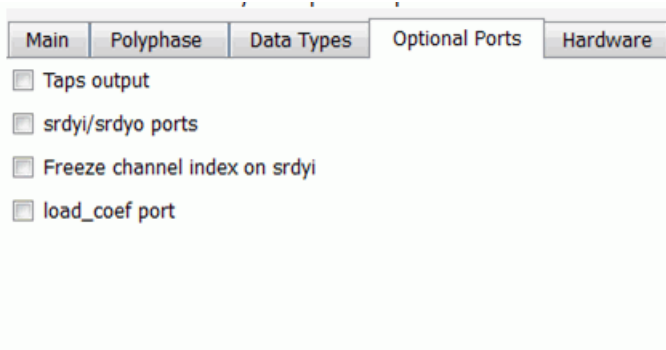 Main Polyphase Data Types Optional Ports Hardware
Taps output
srdyi/srdyo ports
Freeze channel index on srdyi
load_coef port